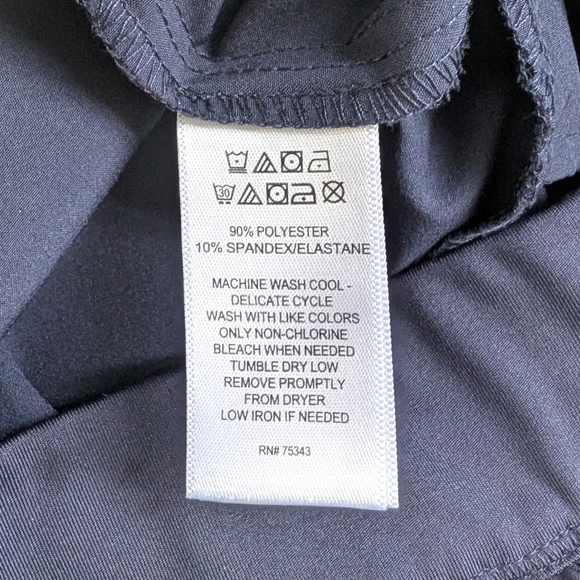 30
90% POLYESTER
10% SPANDEX/ELASTANE
MACHINE WASH COOL -
DELICATE CYCLE
WASH WITH LIKE COLORS
ONLY NON-CHLORINE
BLEACH WHEN NEEDED
TUMBLE DRY LOW
REMOVE PROMPTLY
FROM DRYER
LOW IRON IF NEEDED
RN# 75343